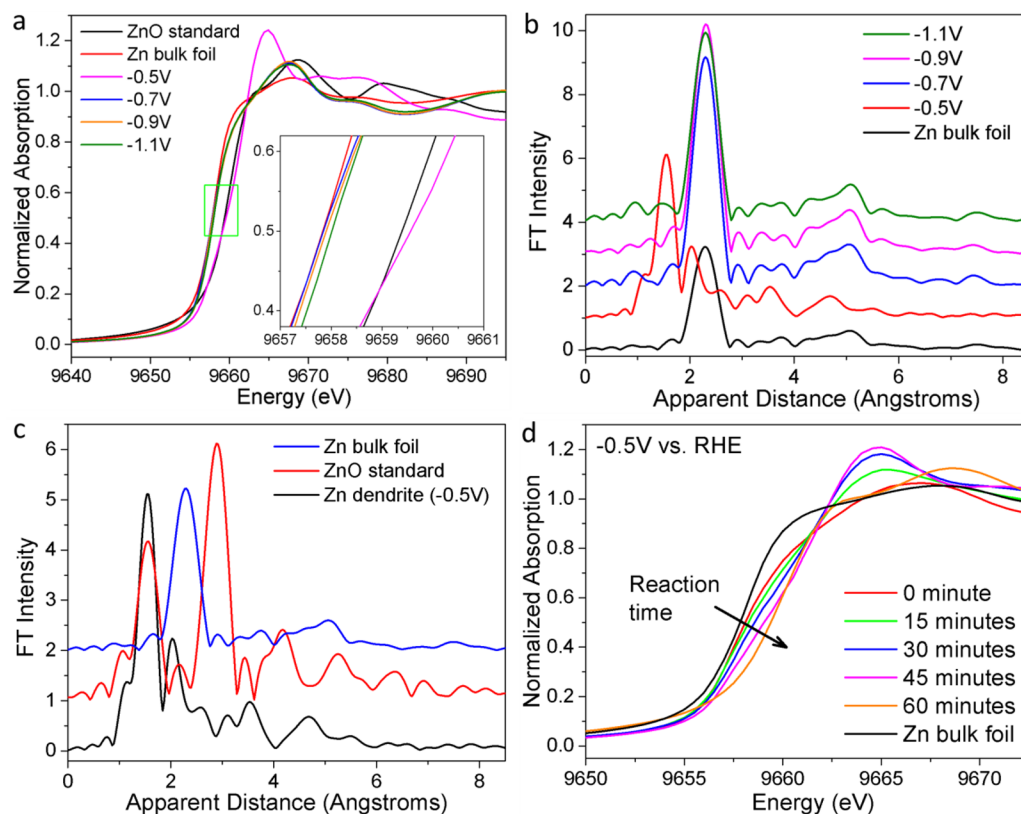 a
ZnO standard
Zn bulk foil
-0.5V
-0.7V
-0.9V
-1.1V
Normalized Absorption
1.2
1.0
0.8
0.6
0.4
0.2
0.0
0.6
0.5
0.4
9657 9658 9659 9660 9661
9640 9650 9660 9670 9680 9690
Energy (eV)
b
-1.1V
-0.9V
-0.7V
-0.5V
Zn bulk foil
FT Intensity
10
8
6
4
2
0
0 2 4 6 8
Apparent Distance (Angstroms)
c
Zn bulk foil
ZnO standard
Zn dendrite (-0.5V)
FT Intensity
6
5
4
3
2
1
0
0 2 4 6 8
Apparent Distance (Angstroms)
d
-0.5V vs. RHE
Normalized Absorption
1.2
1.0
0.8
0.6
0.4
0.2
0.0
Reaction
time
0 minute
15 minutes
30 minutes
45 minutes
60 minutes
Zn bulk foil
9650 9655 9660 9665 9670
Energy (eV)